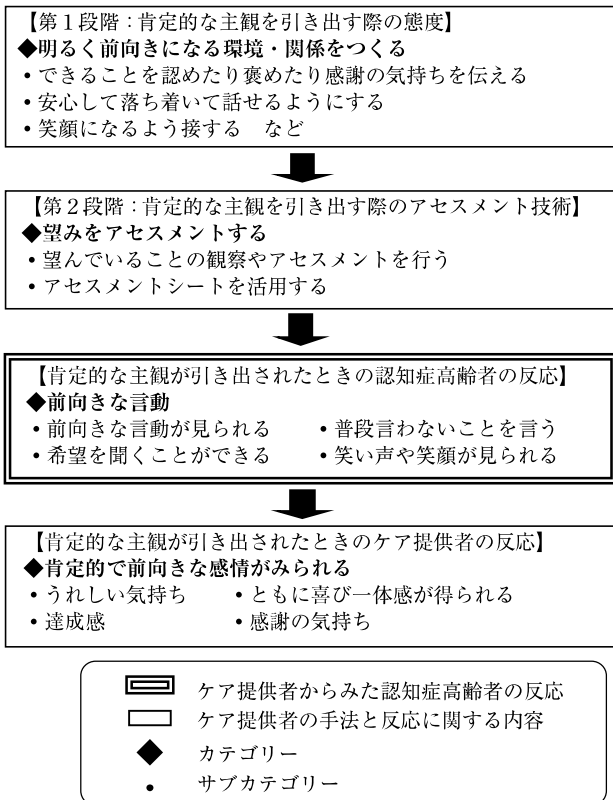 【第１段階：肯定的な主観を引き出す際の態度】
◆明るく前向きになる環境・関係をつくる
・できることを認めたり褒めたり感謝の気持ちを伝える
・安心して落ち着いて話せるようにする
・笑顔になるよう接する　など
【第２段階：肯定的な主観を引き出す際のアセスメント技術】
◆望みをアセスメントする
・望んでいることの観察やアセスメントを行う
・アセスメントシートを活用する
【肯定的な主観が引き出されたときの認知症高齢者の反応】
◆前向きな言動
・前向きな言動が見られる　・普段言わないことを言う
・希望を聞くことができる　・笑い声や笑顔が見られる
【肯定的な主観が引き出されたときのケア提供者の反応】
◆肯定的で前向きな感情がみられる
・うれしい気持ち　・ともに喜び一体感が得られる
・達成感　・感謝の気持ち
ケア提供者からみた認知症高齢者の反応
ケア提供者の手法と反応に関する内容
◆　カテゴリー
・　サブカテゴリー